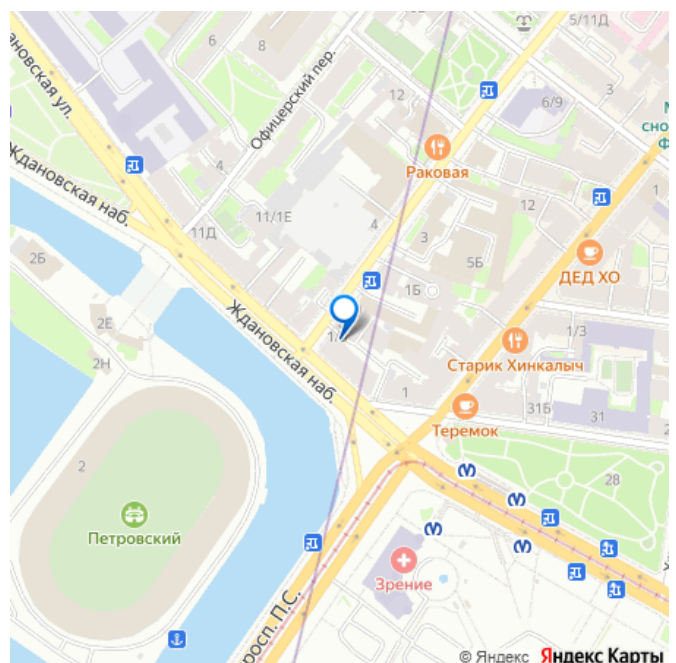 5/11Д
6
8
12
6/9
3
М
сно
Ф
Ждановская ул.
Офицерский пер.
Раковая
4
1
Ждановская наб.
11/1Е
4
11Д
3
5Б
ДЕД ХО
2Б
1Б
2Е
Ждановская наб.
1/3
Старик Хинкалыч
2Н
1
31Б
31
Теремок
2
28
Петровский
Зрение
просп. П.С.
© Яндекс Яндекс Карты